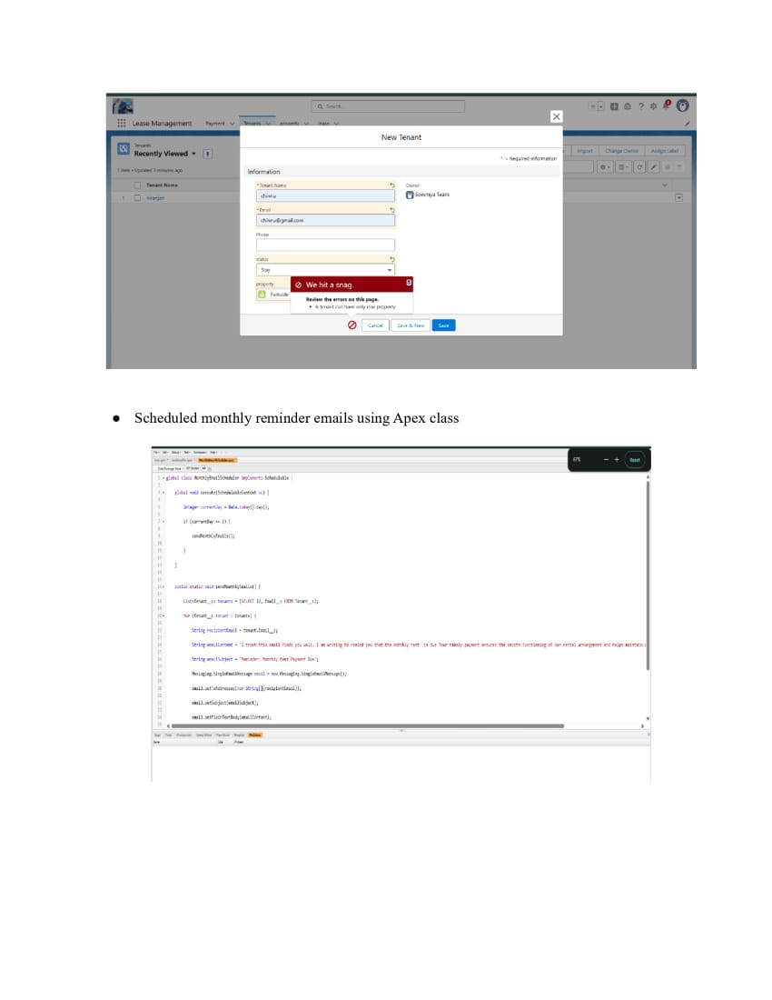 Search...
Lease Management Payment Tenants property lease
Tenants
Recently Viewed
Import Change Owner Assign Label
1 item • Updated 3 minutes ago
Tenant Name
1
New Tenant
* = Required Information
Information
* Tenant Name
chinnu
Owner
Sowmya Team
* Email
chinnu@gmail.com
Phone
status
Stay
property
Parkside
We hit a snag.
Review the errors on this page.
• A tenant can have only one property
Cancel Save & New Save
● Scheduled monthly reminder emails using Apex class
67% − + Reset
global class MonthlyEmailScheduler implements Schedulable {
global void execute(SchedulableContext sc) {
Integer currentDay = Date.today().day();
if (currentDay == 1) {
sendMonthlyEmails();
}
}
public static void sendMonthlyEmails() {
List<Tenant__c> tenants = [SELECT Id, Email__c FROM Tenant__c];
for (Tenant__c tenant : tenants) {
String recipientEmail = tenant.Email__c;
String emailContent = 'I trust this email finds you well. I am writing to remind you that the monthly rent is due Your timely payment ensures the smooth functioning of our rental arrangement and helps maintain
String emailSubject = 'Reminder: Monthly Rent Payment Due';
Messaging.SingleEmailMessage email = new Messaging.SingleEmailMessage();
email.setToAddresses(new String[]{recipientEmail});
email.setSubject(emailSubject);
email.setPlainTextBody(emailContent);